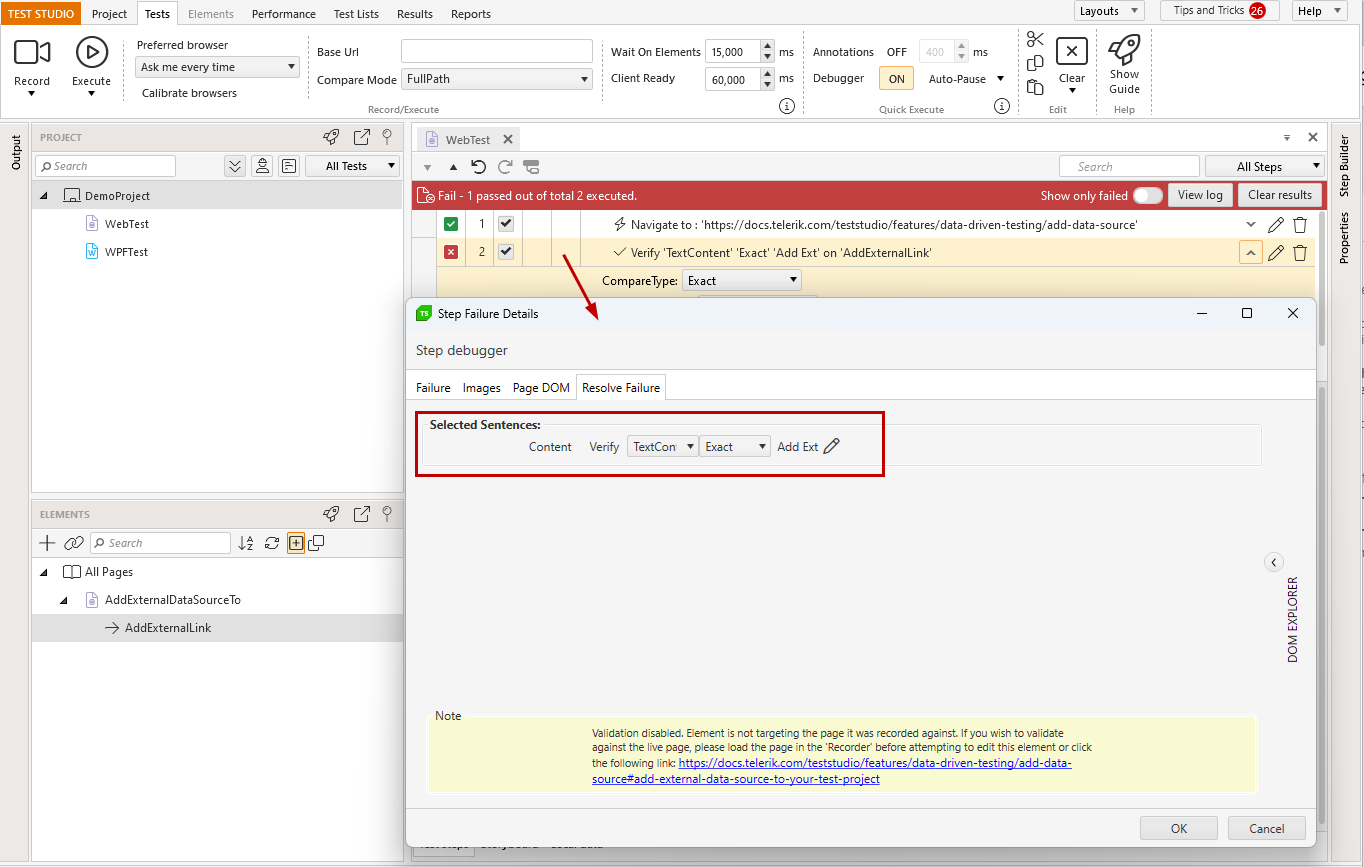 TEST STUDIO Project Tests Elements Performance Test Lists Results Reports Layouts Tips and Tricks 26 Help
Record
Execute
Preferred browser
Ask me every time
Calibrate browsers
Base Url
Compare Mode FullPath
Record/Execute
Wait On Elements 15,000 ms
Client Ready 60,000 ms
Annotations OFF 400 ms
Debugger ON Auto-Pause
Quick Execute
Clear
Edit
Show
Guide
Help
Output
PROJECT
Search All Tests
DemoProject
WebTest
WPFTest
ELEMENTS
Search
All Pages
AddExternalDataSourceTo
AddExternalLink
WebTest
Search All Steps
Fail - 1 passed out of total 2 executed. Show only failed View log Clear results
1 Navigate to : 'https://docs.telerik.com/teststudio/features/data-driven-testing/add-data-source'
2 Verify 'TextContent' 'Exact' 'Add Ext' on 'AddExternalLink'
CompareType: Exact
Step Builder
Properties
TS Step Failure Details
Step debugger
Failure Images Page DOM Resolve Failure
Selected Sentences:
Content Verify TextCon Exact Add Ext
DOM EXPLORER
Note
Validation disabled. Element is not targeting the page it was recorded against. If you wish to validate
against the live page, please load the page in the 'Recorder' before attempting to edit this element or click
the following link: https://docs.telerik.com/teststudio/features/data-driven-testing/add-data-
source#add-external-data-source-to-your-test-project
OK Cancel